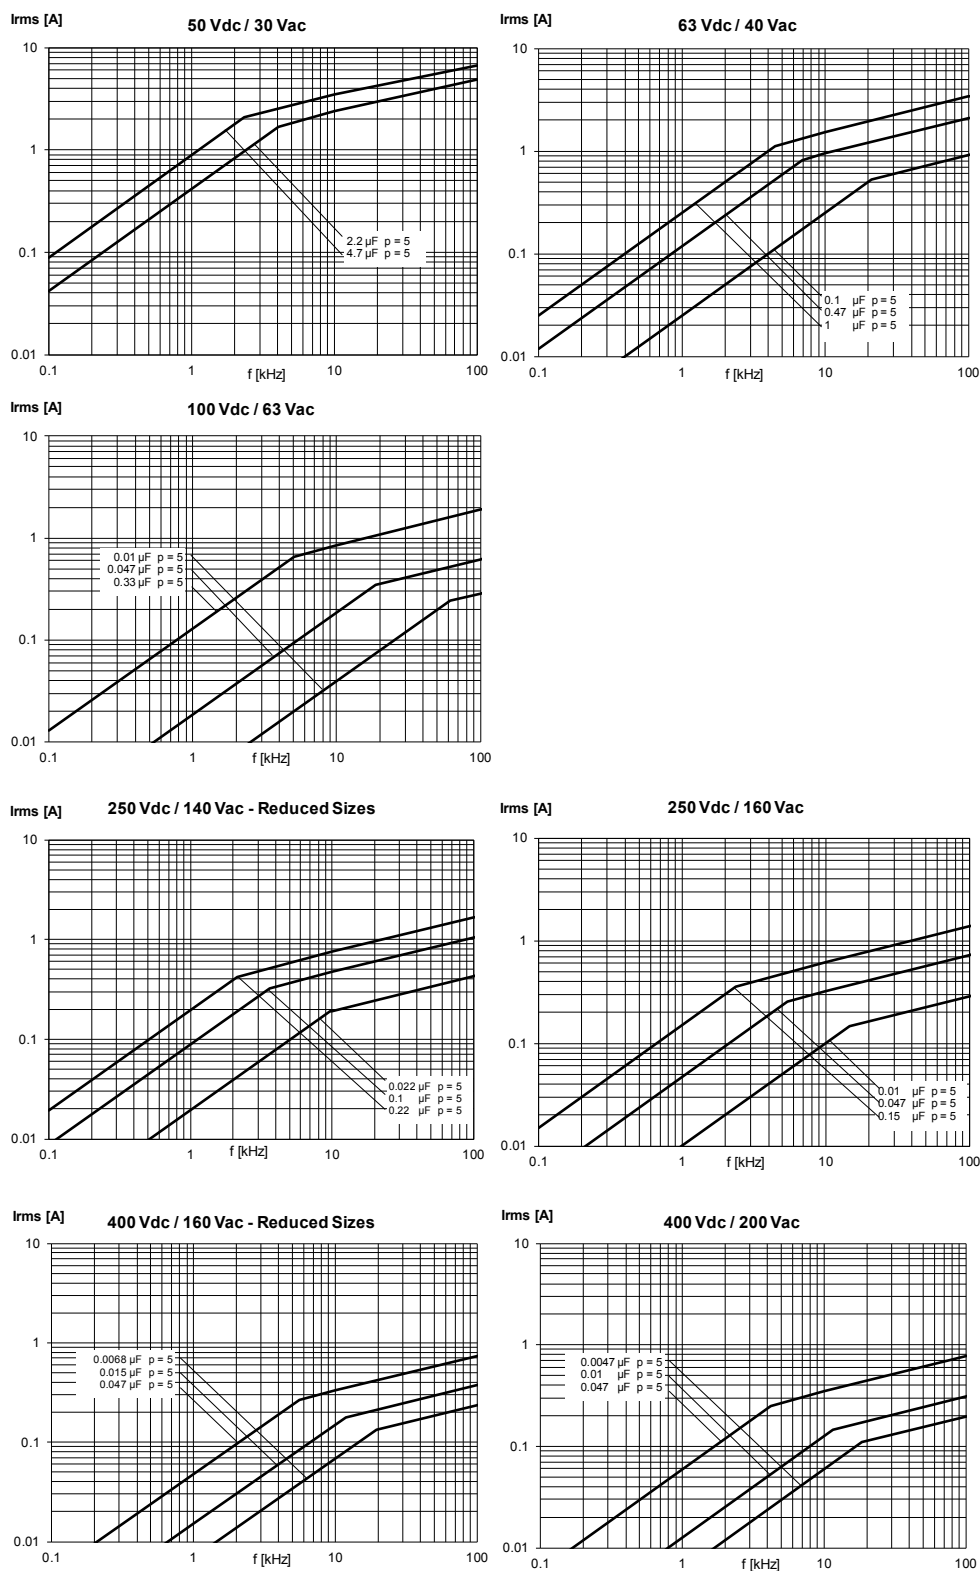 Irms [A]
50 Vdc / 30 Vac
10
1
0.1
0.01
2.2 µF p = 5
4.7 µF p = 5
0.1
1
10
100
f [kHz]
Irms [A]
63 Vdc / 40 Vac
10
1
0.1
0.01
0.1 µF p = 5
0.47 µF p = 5
1 µF p = 5
0.1
1
10
100
f [kHz]
Irms [A]
100 Vdc / 63 Vac
10
1
0.1
0.01
0.01 µF p = 5
0.047 µF p = 5
0.33 µF p = 5
0.1
1
10
100
f [kHz]
Irms [A]
250 Vdc / 140 Vac - Reduced Sizes
10
1
0.1
0.01
0.022 µF p = 5
0.1 µF p = 5
0.22 µF p = 5
0.1
1
10
100
f [kHz]
Irms [A]
250 Vdc / 160 Vac
10
1
0.1
0.01
0.01 µF p = 5
0.047 µF p = 5
0.15 µF p = 5
0.1
1
10
100
f [kHz]
Irms [A]
400 Vdc / 160 Vac - Reduced Sizes
10
1
0.1
0.01
0.0068 µF p = 5
0.015 µF p = 5
0.047 µF p = 5
0.1
1
10
100
f [kHz]
Irms [A]
400 Vdc / 200 Vac
10
1
0.1
0.01
0.0047 µF p = 5
0.01 µF p = 5
0.047 µF p = 5
0.1
1
10
100
f [kHz]